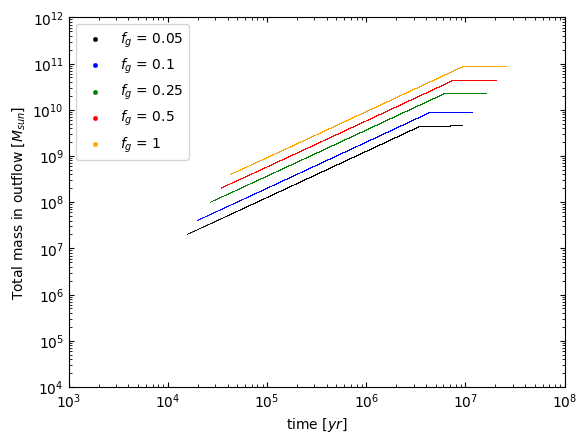 10^12
10^11
10^10
10^9
10^8
10^7
10^6
10^5
10^4
Total mass in outflow [M_sun]
f_g = 0.05
f_g = 0.1
f_g = 0.25
f_g = 0.5
f_g = 1
10^3 10^4 10^5 10^6 10^7 10^8
time [yr]